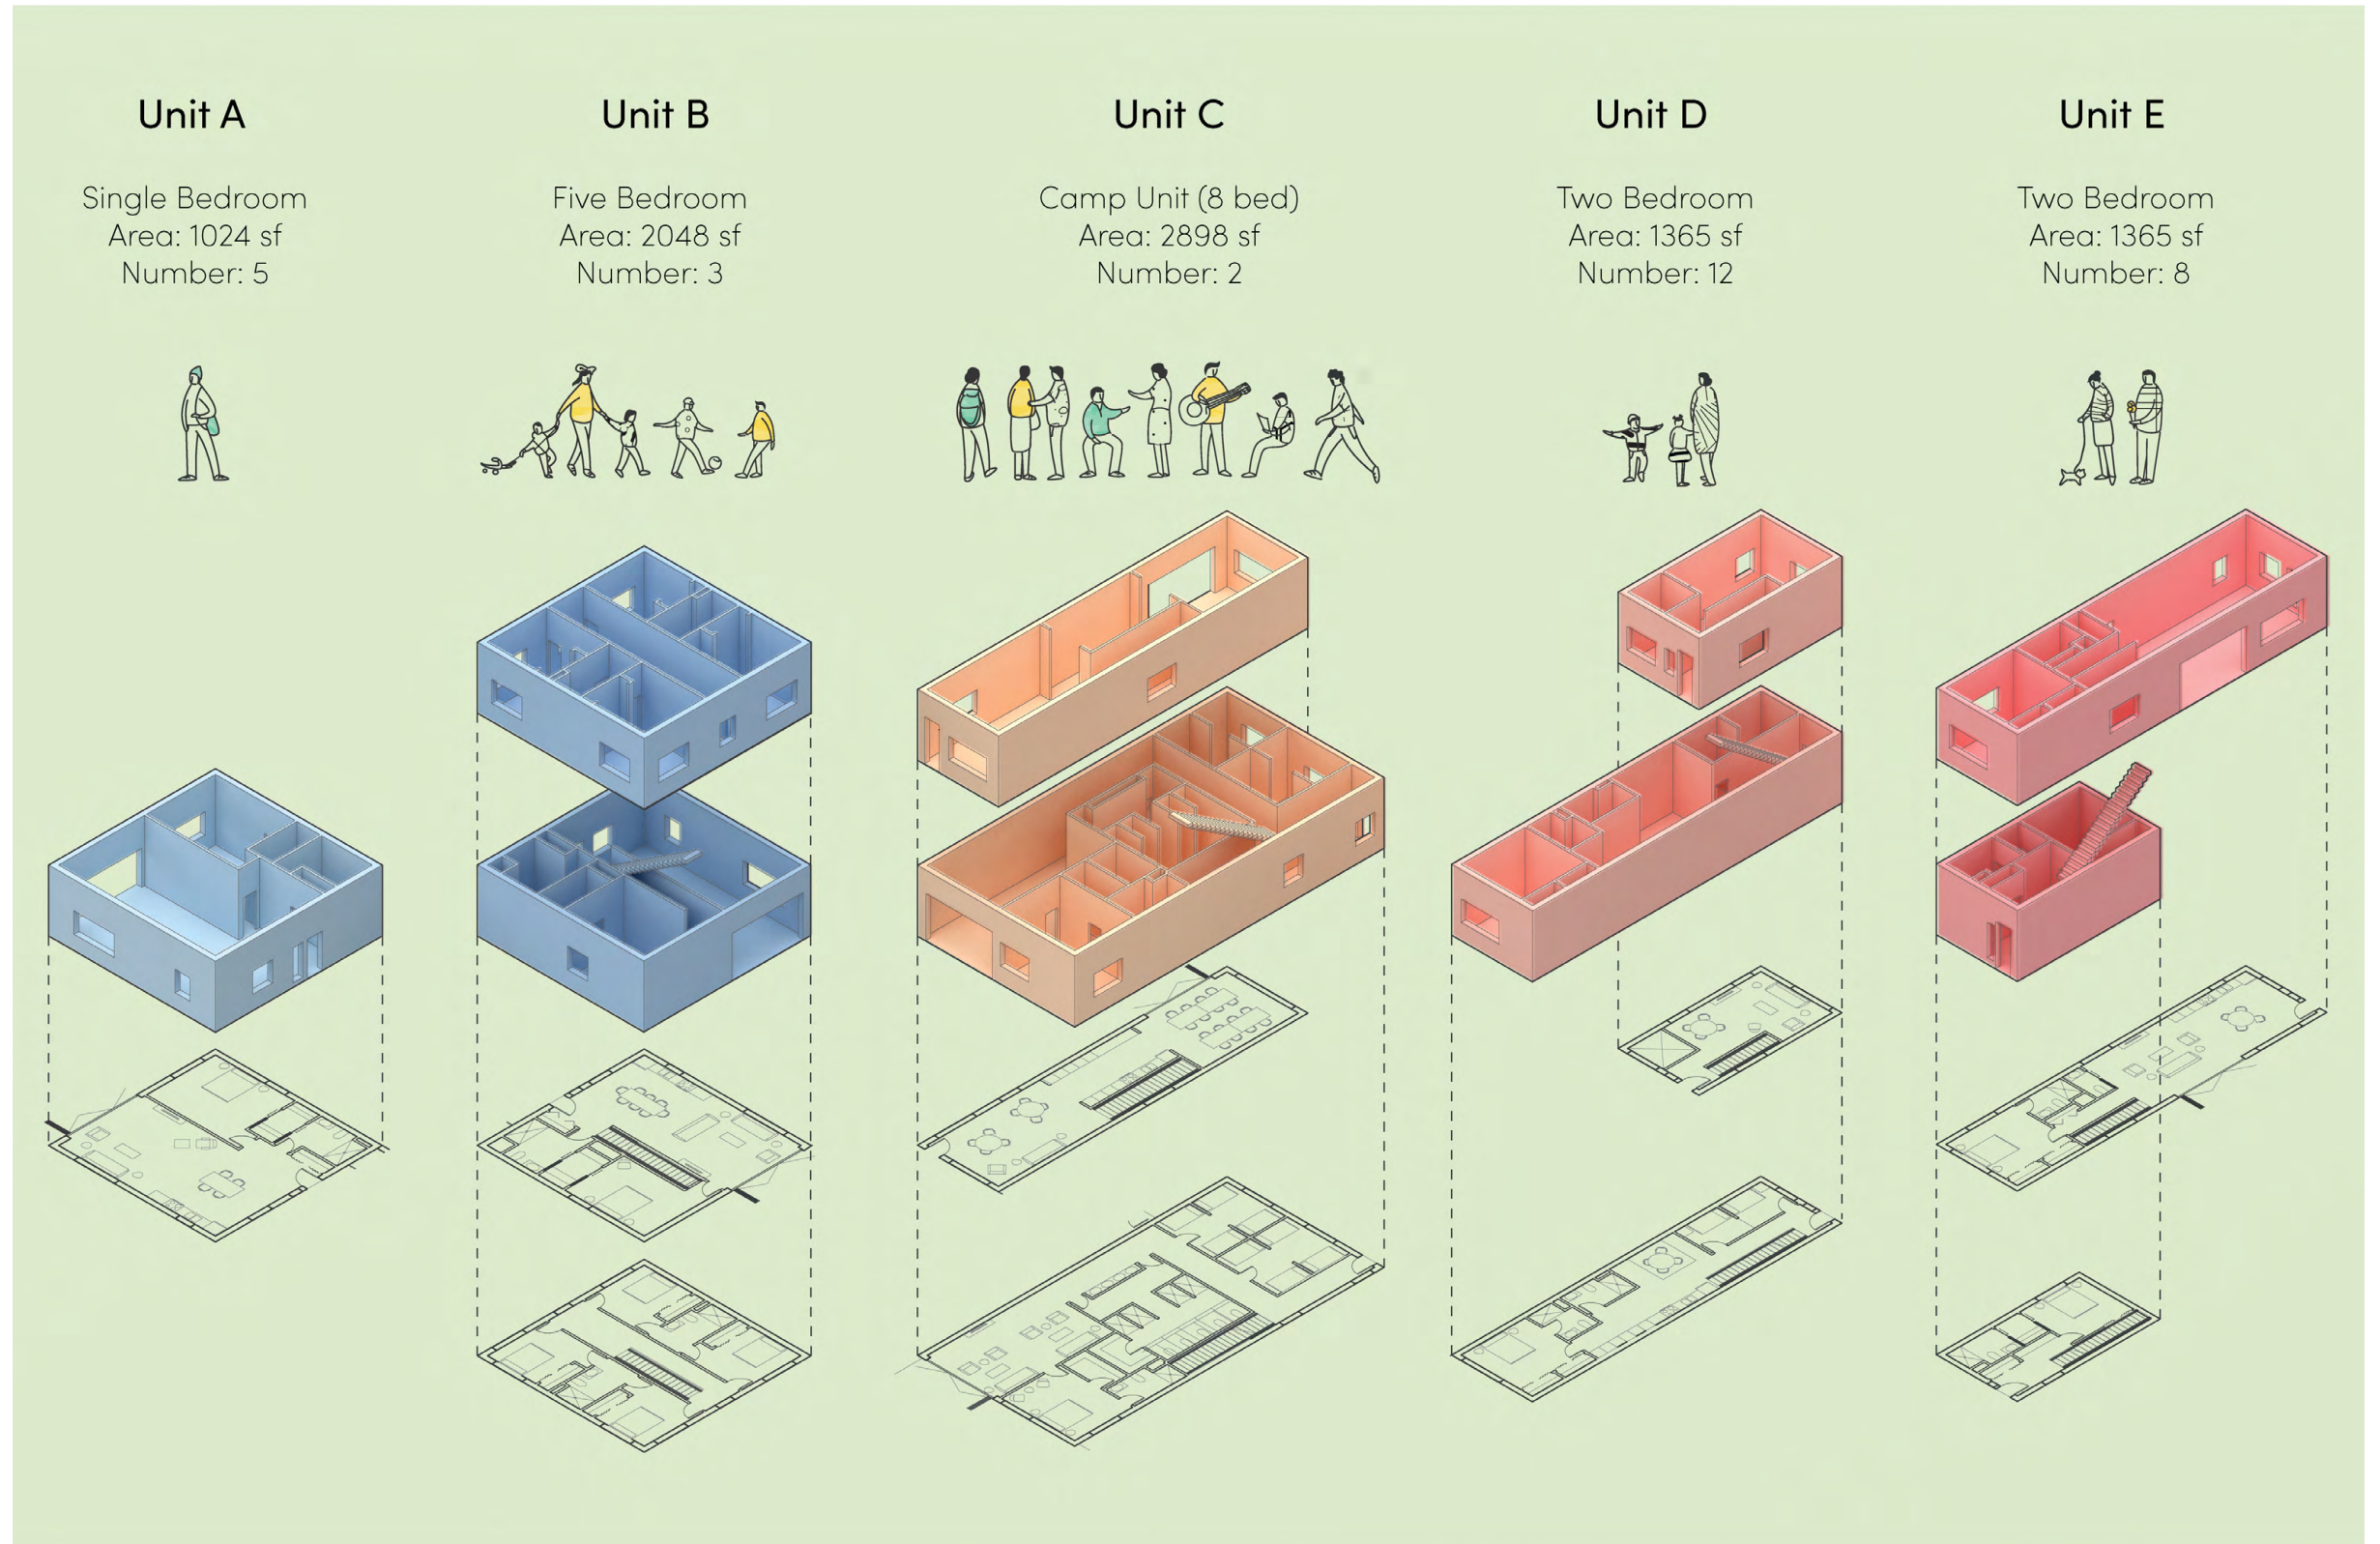 Unit A
Single Bedroom
Area: 1024 sf
Number: 5
Unit B
Five Bedroom
Area: 2048 sf
Number: 3
Unit C
Camp Unit (8 bed)
Area: 2898 sf
Number: 2
Unit D
Two Bedroom
Area: 1365 sf
Number: 12
Unit E
Two Bedroom
Area: 1365 sf
Number: 8